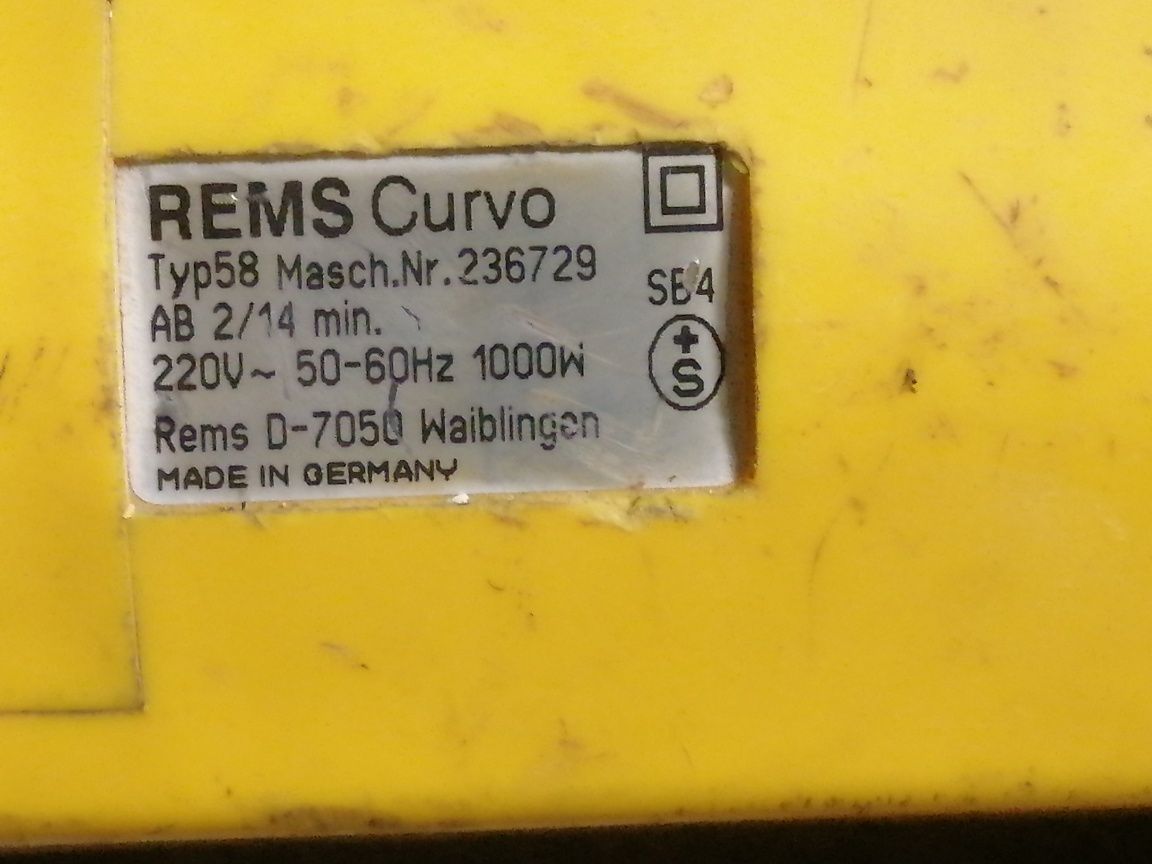 REMS Curvo
Typ58 Masch.Nr.236729
AB 2/14 min.
220V~ 50-60Hz 1000W
Rems D-7050 Waiblingen
MADE IN GERMANY
SB4
+S